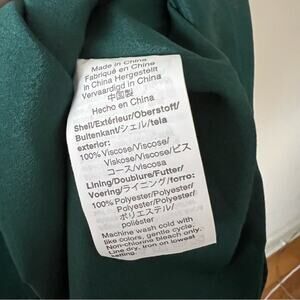 Made in China
Fabriqué en China
in China Hergestellt
Vervaardigd in China
中国製
Hecho en China
Shell/Extérieur/Oberstoff/
Buitenkant/シェル/tela
exterior:
100% Viscose/Viscose/
Viskose/Viscose/ビス
コース/Viscosa
Lining/Doublure/Futter/
Voering/ライニング/forro:
100% Polyester/Polyester/
Polyester/Polyester/
ポリエステル/
poliéster
Machine wash cold with
like colors, gentle cycle.
Non-chlorine bleach only.
Line dry. Iron on lowest
setting.